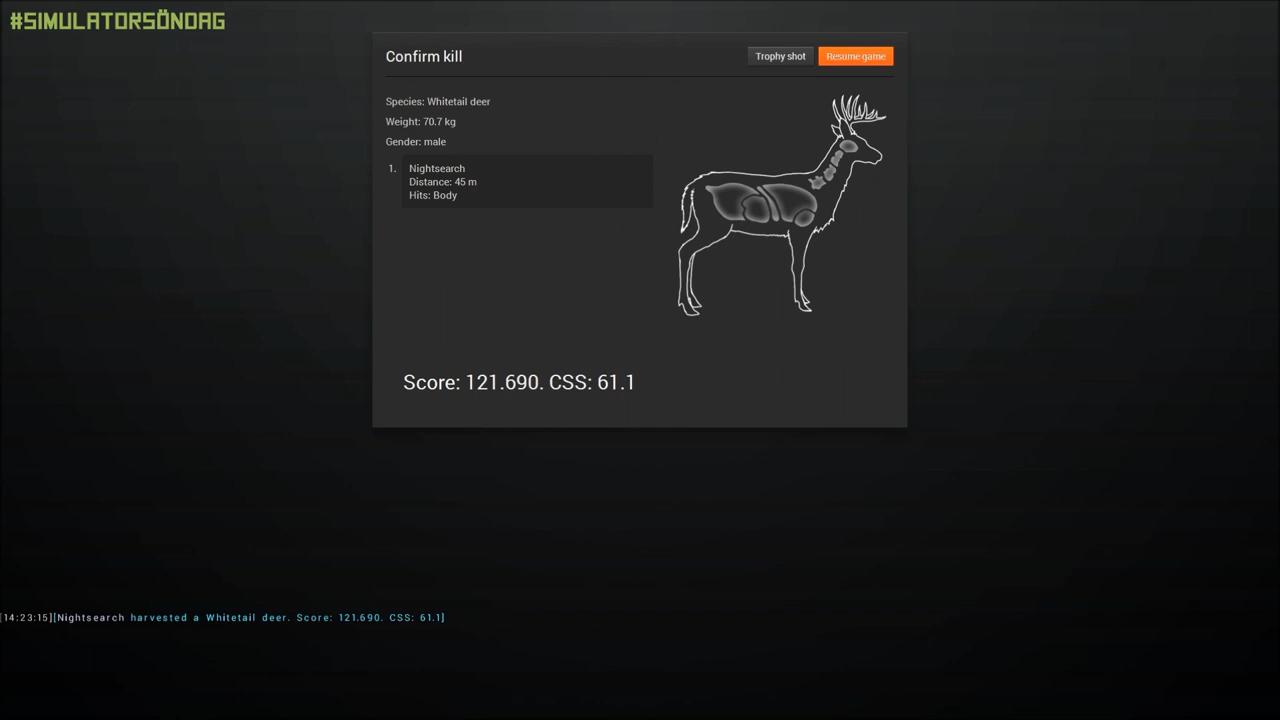 #SIMULATORSÖNDAG
Confirm kill
Trophy shot
Resume game
Species: Whitetail deer
Weight: 70.7 kg
Gender: male
1. Nightsearch
Distance: 45 m
Hits: Body
Score: 121.690. CSS: 61.1
[14:23:15][Nightsearch harvested a Whitetail deer. Score: 121.690. CSS: 61.1]